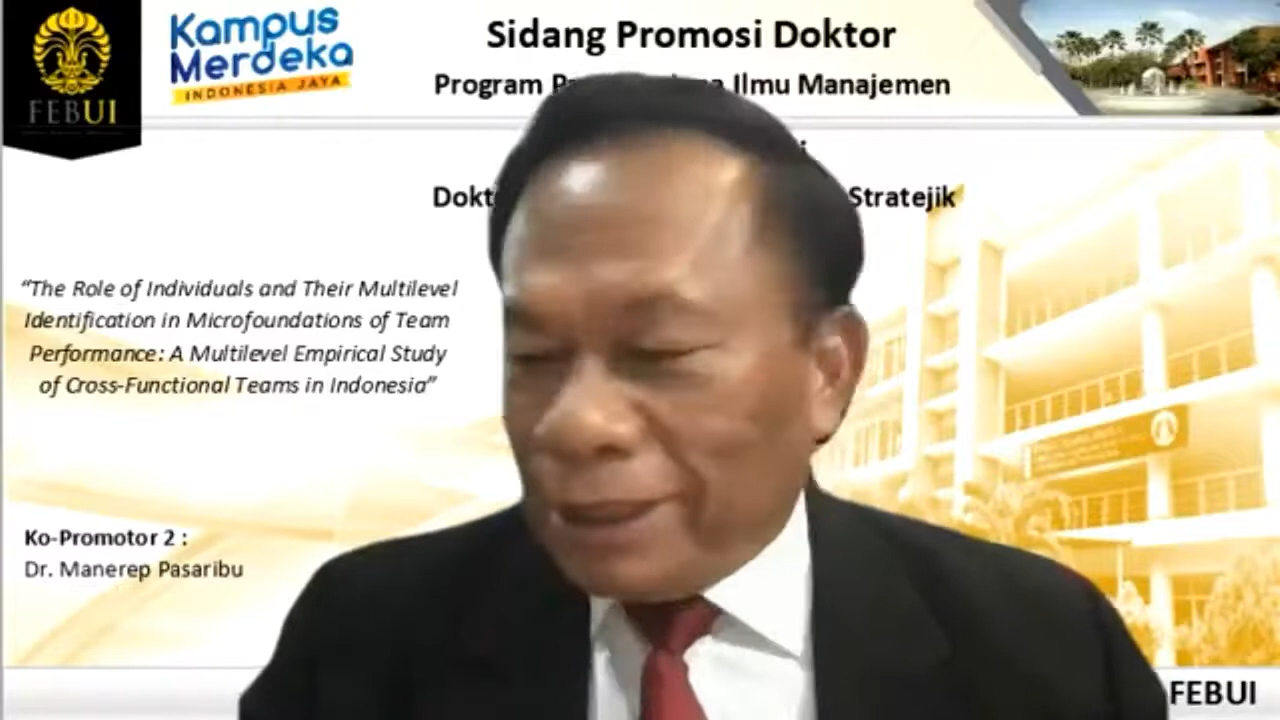 FEBUI
Kampus
Merdeka
INDONESIA JAYA
Sidang Promosi Doktor
Program Ilmu Manajemen
Stratejik
“The Role of Individuals and Their Multilevel
Identification in Microfoundations of Team
Performance: A Multilevel Empirical Study
of Cross-Functional Teams in Indonesia”
Ko-Promotor 2 :
Dr. Manerep Pasaribu
FEBUI